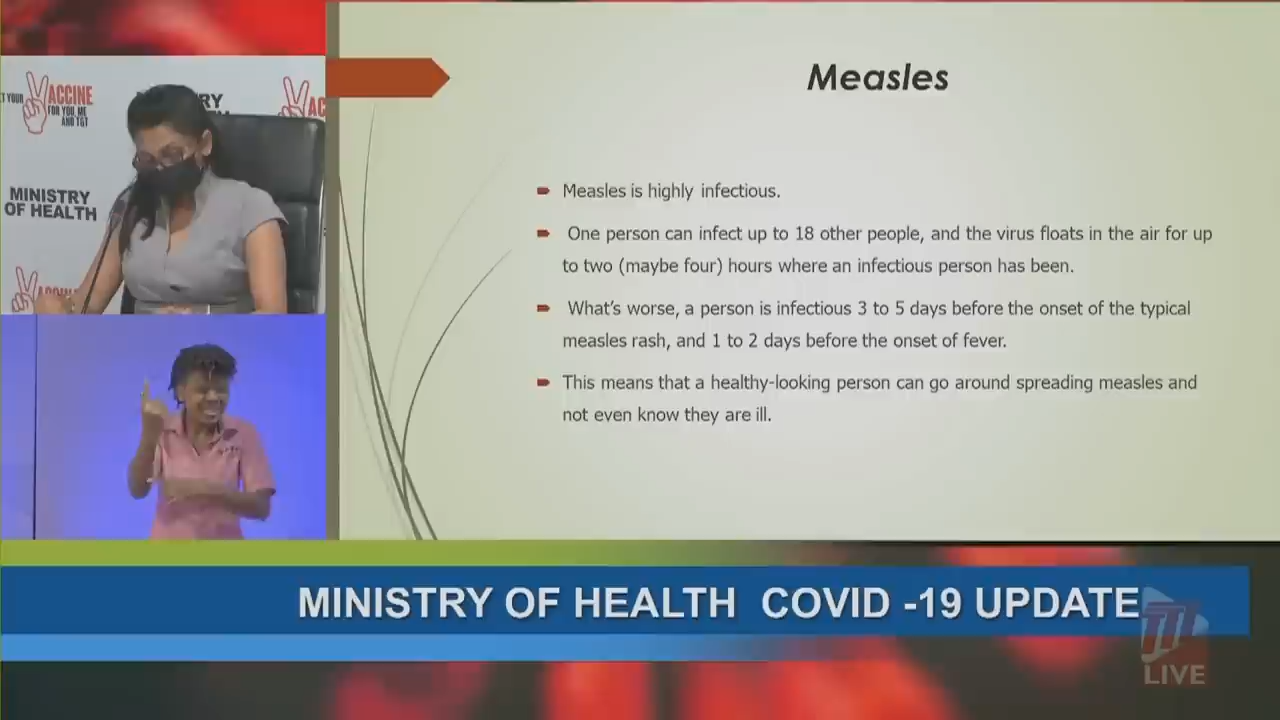 Measles
Measles is highly infectious.
One person can infect up to 18 other people, and the virus floats in the air for up
to two (maybe four) hours where an infectious person has been.
What's worse, a person is infectious 3 to 5 days before the onset of the typical
measles rash, and 1 to 2 days before the onset of fever.
This means that a healthy-looking person can go around spreading measles and
not even know they are ill.
T YOUR VACCINE
FOR YOU, ME
AND T&T
RY
H
VAC
MINISTRY
OF HEALTH
MINISTRY OF HEALTH COVID -19 UPDATE
TTT
LIVE